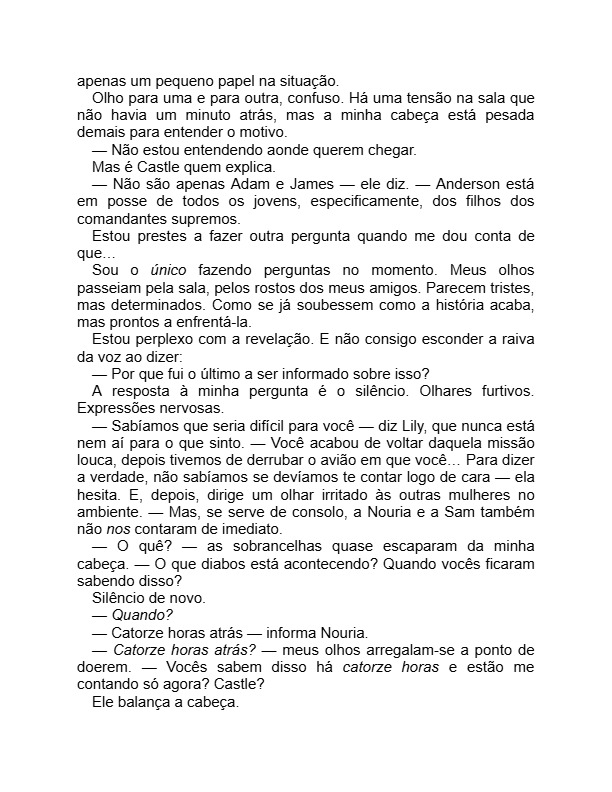 apenas um pequeno papel na situação.
Olho para uma e para outra, confuso. Há uma tensão na sala que
não havia um minuto atrás, mas a minha cabeça está pesada
demais para entender o motivo.
— Não estou entendendo aonde querem chegar.
Mas é Castle quem explica.
— Não são apenas Adam e James — ele diz. — Anderson está
em posse de todos os jovens, especificamente, dos filhos dos
comandantes supremos.
Estou prestes a fazer outra pergunta quando me dou conta de
que…
Sou o único fazendo perguntas no momento. Meus olhos
passeiam pela sala, pelos rostos dos meus amigos. Parecem tristes,
mas determinados. Como se já soubessem como a história acaba,
mas prontos a enfrentá-la.
Estou perplexo com a revelação. E não consigo esconder a raiva
da voz ao dizer:
— Por que fui o último a ser informado sobre isso?
A resposta à minha pergunta é o silêncio. Olhares furtivos.
Expressões nervosas.
— Sabíamos que seria difícil para você — diz Lily, que nunca está
nem aí para o que sinto. — Você acabou de voltar daquela missão
louca, depois tivemos de derrubar o avião em que você… Para dizer
a verdade, não sabíamos se devíamos te contar logo de cara — ela
hesita. E, depois, dirige um olhar irritado às outras mulheres no
ambiente. — Mas, se serve de consolo, a Nouria e a Sam também
não nos contaram de imediato.
— O quê? — as sobrancelhas quase escaparam da minha
cabeça. — O que diabos está acontecendo? Quando vocês ficaram
sabendo disso?
Silêncio de novo.
— Quando?
— Catorze horas atrás — informa Nouria.
— Catorze horas atrás? — meus olhos arregalam-se a ponto de
doerem. — Vocês sabem disso há catorze horas e estão me
contando só agora? Castle?
Ele balança a cabeça.